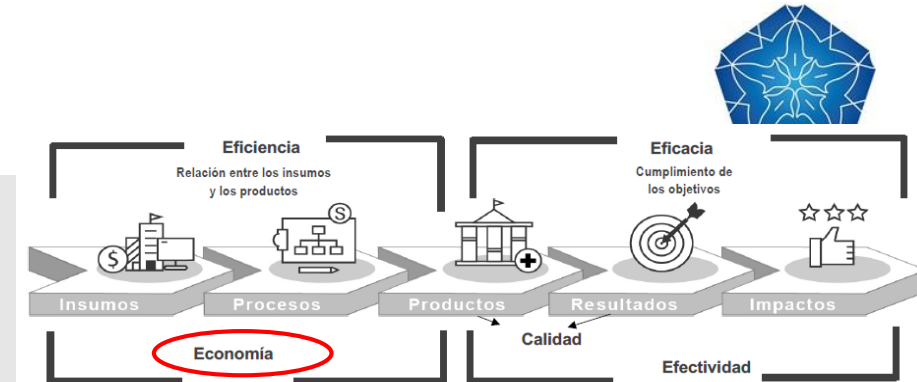 Eficiencia
Relación entre los insumos
y los productos
Eficacia
Cumplimiento de
los objetivos
$
S
Insumos
Procesos
Productos
Resultados
Impactos
Calidad
Economía
Efectividad